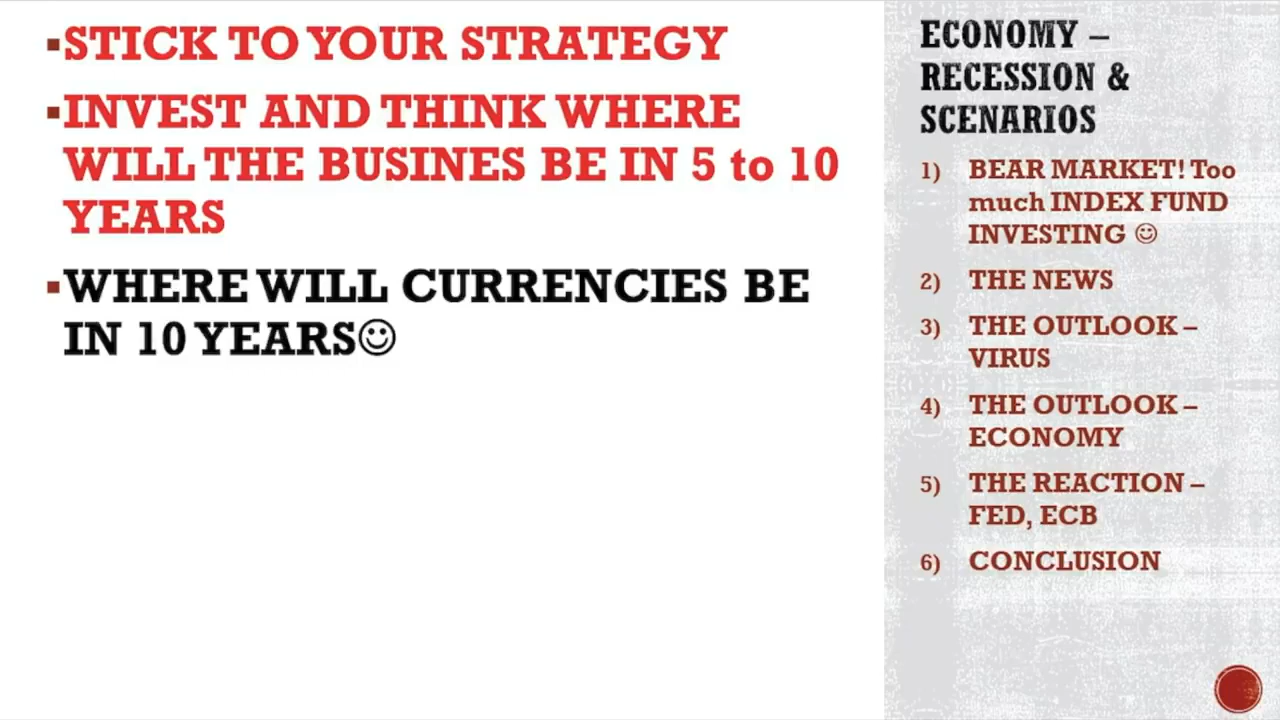 ▪STICK TO YOUR STRATEGY
▪INVEST AND THINK WHERE
WILL THE BUSINES BE IN 5 to 10
YEARS
▪WHERE WILL CURRENCIES BE
IN 10 YEARS☺
ECONOMY –
RECESSION &
SCENARIOS
1) BEAR MARKET! Too
much INDEX FUND
INVESTING ☺
2) THE NEWS
3) THE OUTLOOK –
VIRUS
4) THE OUTLOOK –
ECONOMY
5) THE REACTION –
FED, ECB
6) CONCLUSION